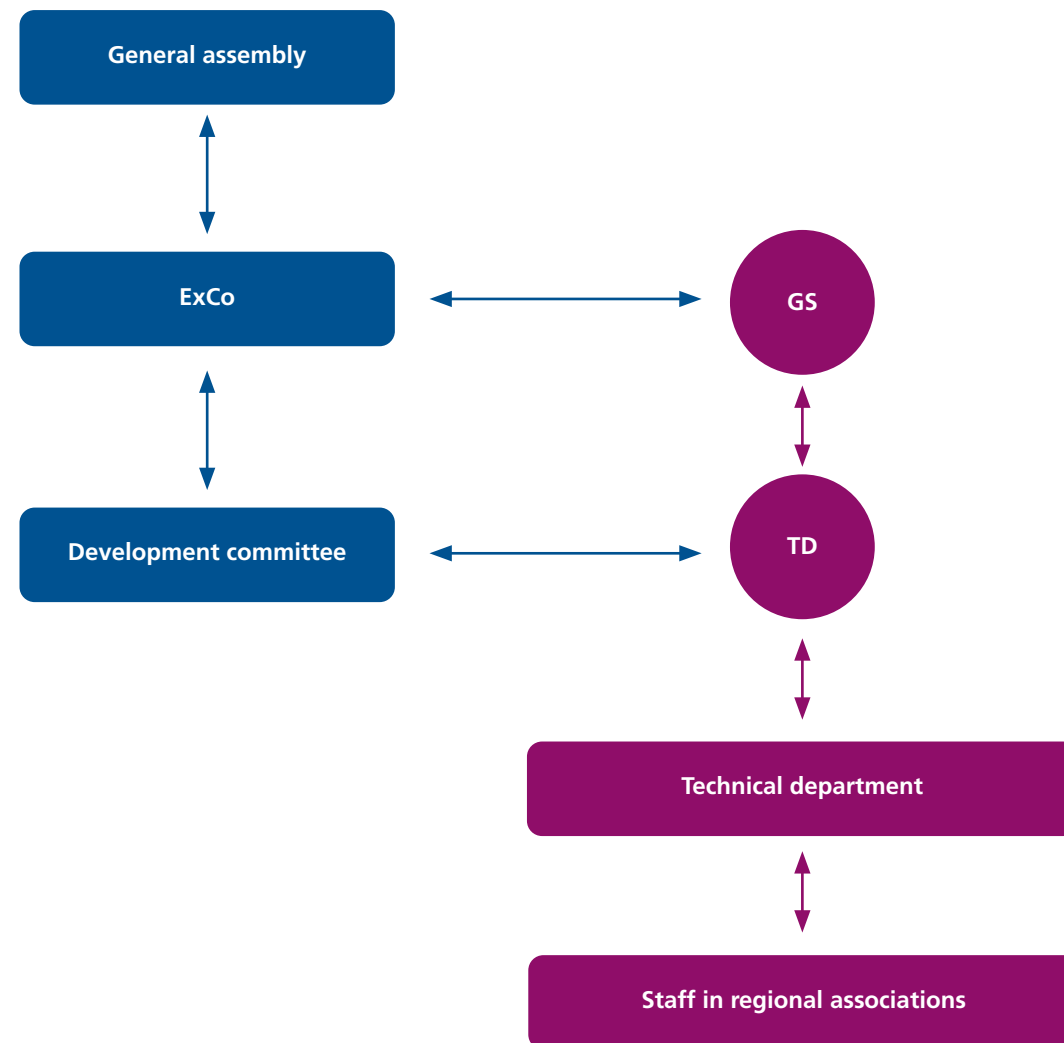 General assembly
ExCo
GS
Development committee
TD
Technical department
Staff in regional associations